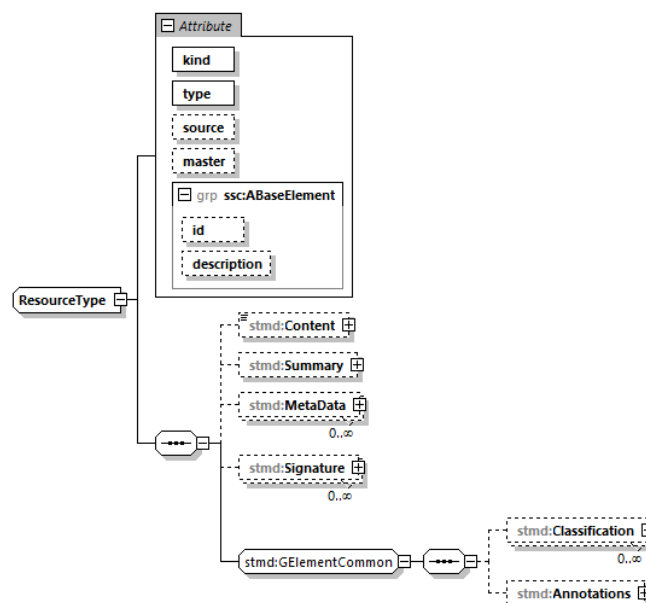 Attribute
kind
type
source
master
grp ssc:ABaseElement
id
description
ResourceType
stmd:Content
stmd:Summary
stmd:MetaData
0..∞
stmd:Signature
0..∞
stmd:GElementCommon
stmd:Classification
0..∞
stmd:Annotations